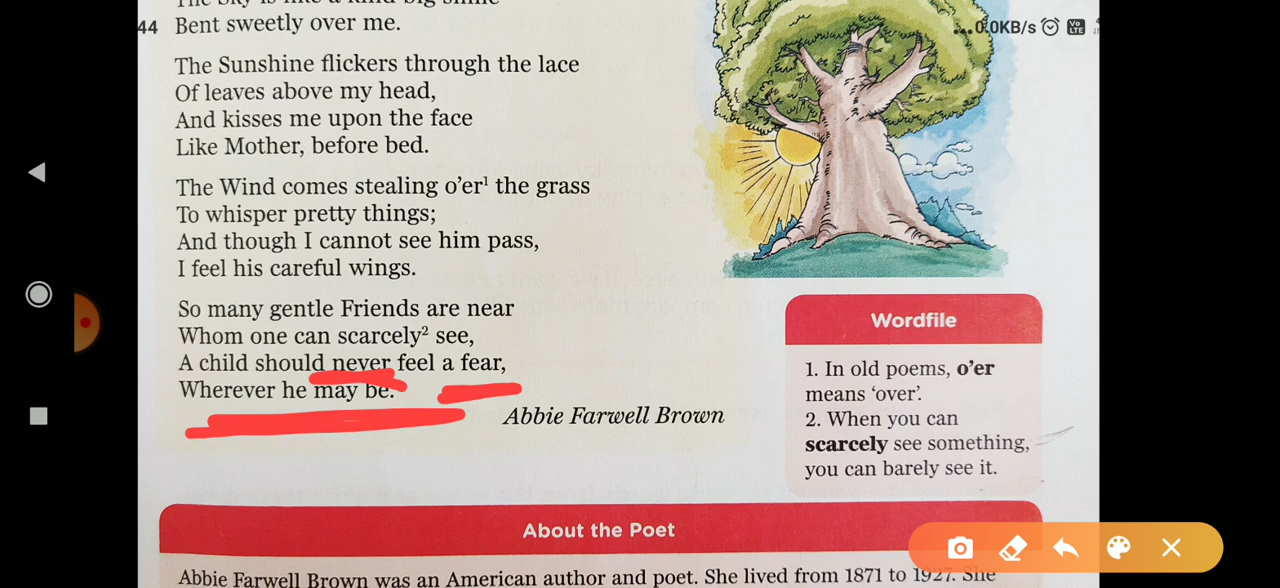 44 Bent sweetly over me.
0.0KB/s
Vo
LTE
The Sunshine flickers through the lace
Of leaves above my head,
And kisses me upon the face
Like Mother, before bed.
The Wind comes stealing o'er¹ the grass
To whisper pretty things;
And though I cannot see him pass,
I feel his careful wings.
So many gentle Friends are near
Whom one can scarcely² see,
A child should never feel a fear,
Wherever he may be.
Abbie Farwell Brown
Wordfile
1. In old poems, o'er
means 'over'.
2. When you can
scarcely see something,
you can barely see it.
About the Poet
Abbie Farwell Brown was an American author and poet. She lived from 1871 to 1927. She